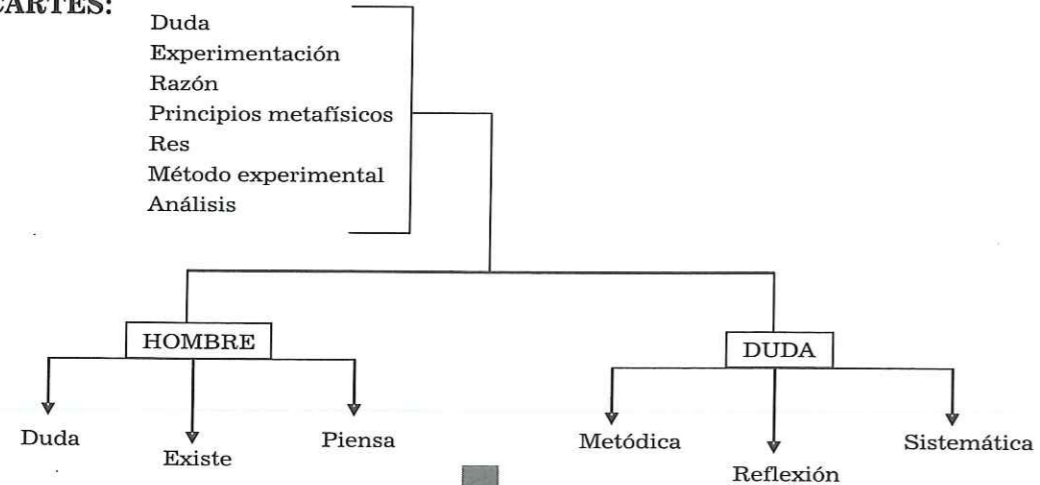 CARTES:
Duda
Experimentación
Razón
Principios metafísicos
Res
Método experimental
Análisis
HOMBRE
DUDA
Duda
Existe
Piensa
Metódica
Reflexión
Sistemática